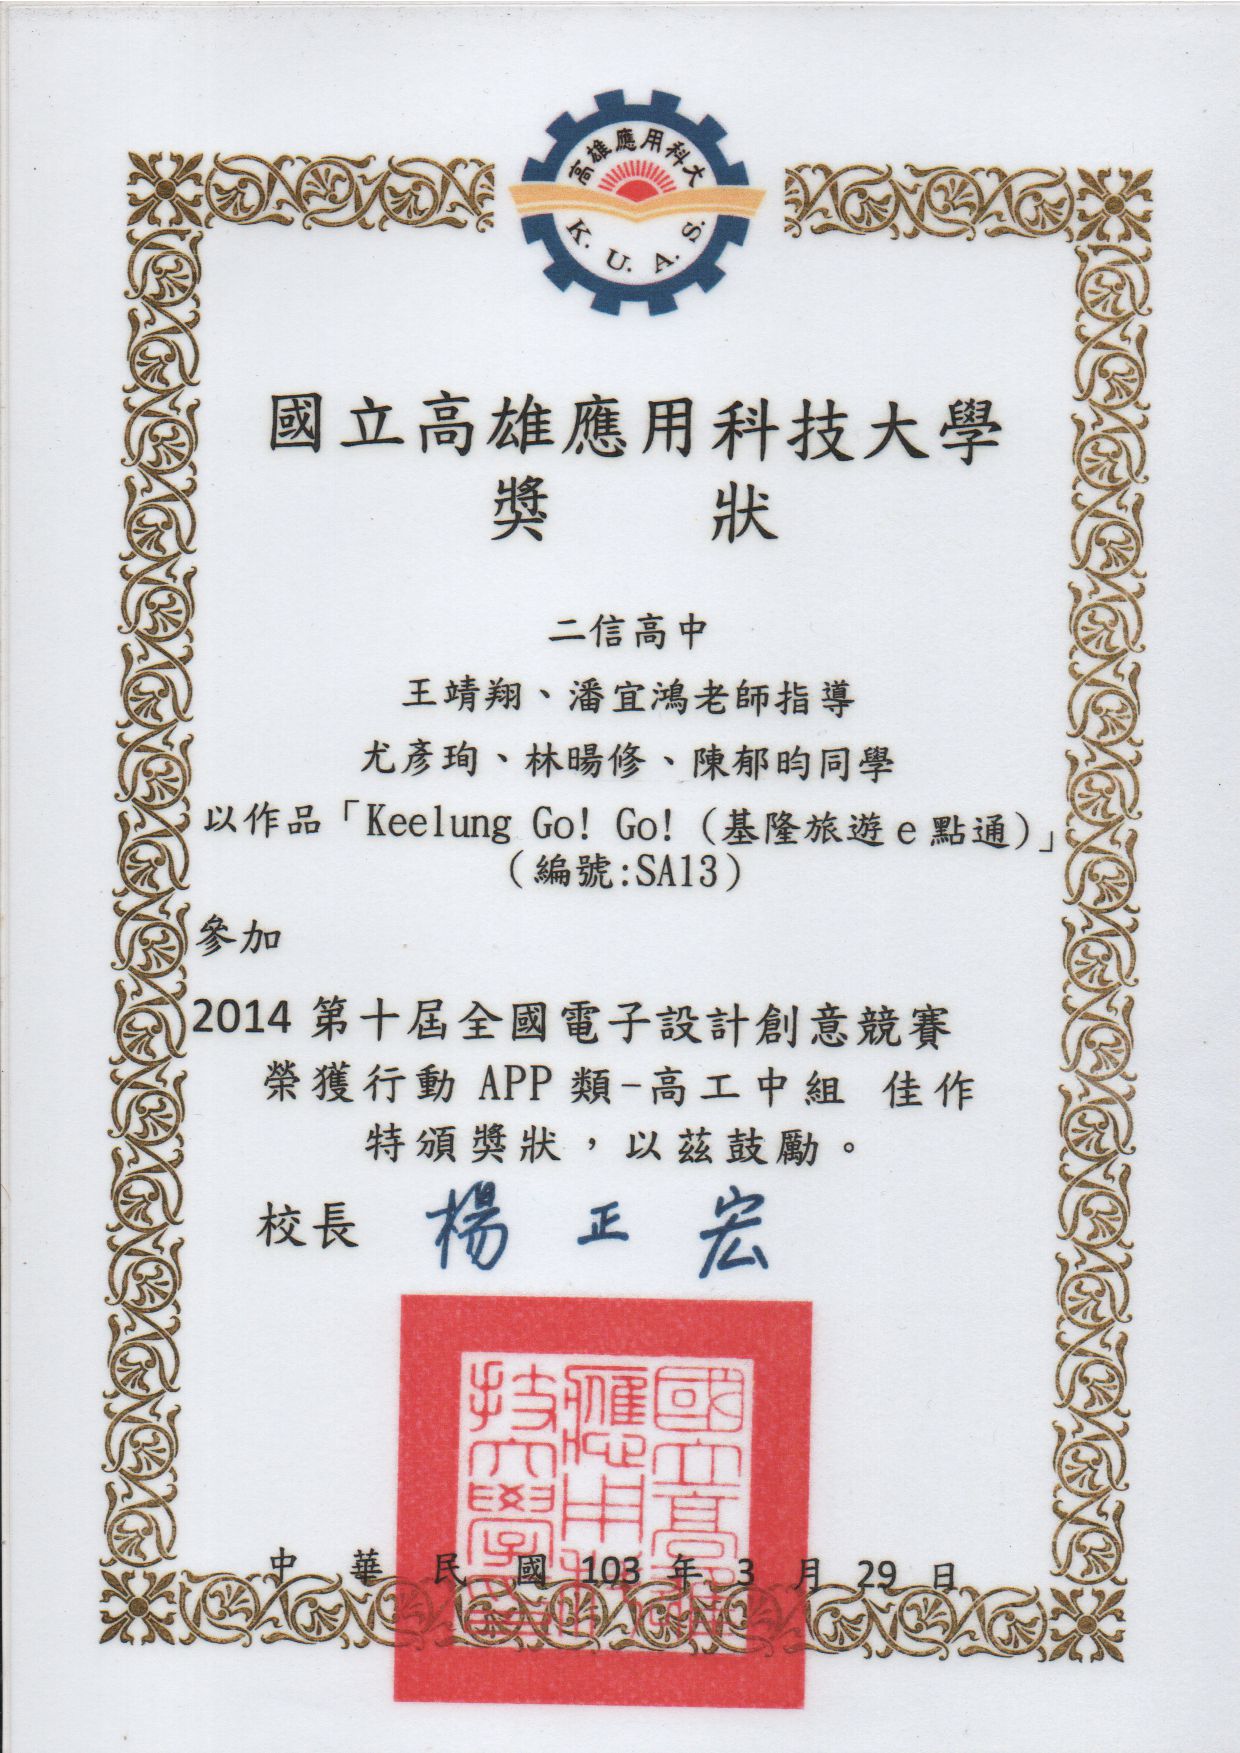 高雄應用科大
K. U. A. S.
國立高雄應用科技大學
獎 狀
二信高中
王靖翔、潘宜鴻老師指導
尤彥珣、林暘修、陳郁昀同學
以作品「Keelung Go! Go!（基隆旅遊e點通）」
（編號:SA13）
參加
2014 第十屆全國電子設計創意競賽
榮獲行動 APP 類-高工中組 佳作
特頒獎狀，以茲鼓勵。
校長 楊正宏
國立高雄
應用科
技大學印
中 華 民 國 103 年 3 月 29 日